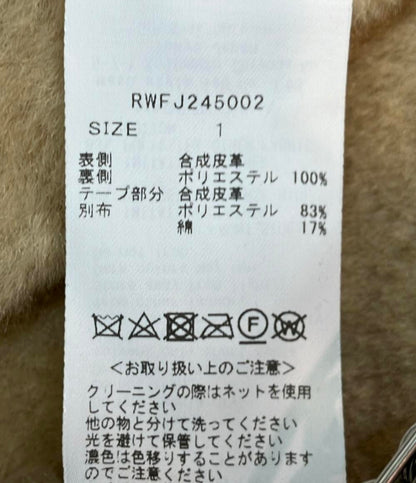 RWFJ245002
SIZE 1
表側 合成皮革
裏側 ポリエステル 100%
テープ部分 合成皮革
別布 ポリエステル 83%
綿 17%
F W
＜お取り扱い上のご注意＞
クリーニングの際はネットを使用
してください
他の物と分けて洗ってください
光を避けて保管してください
濃色は色移りすることがあります
のでご注意ください